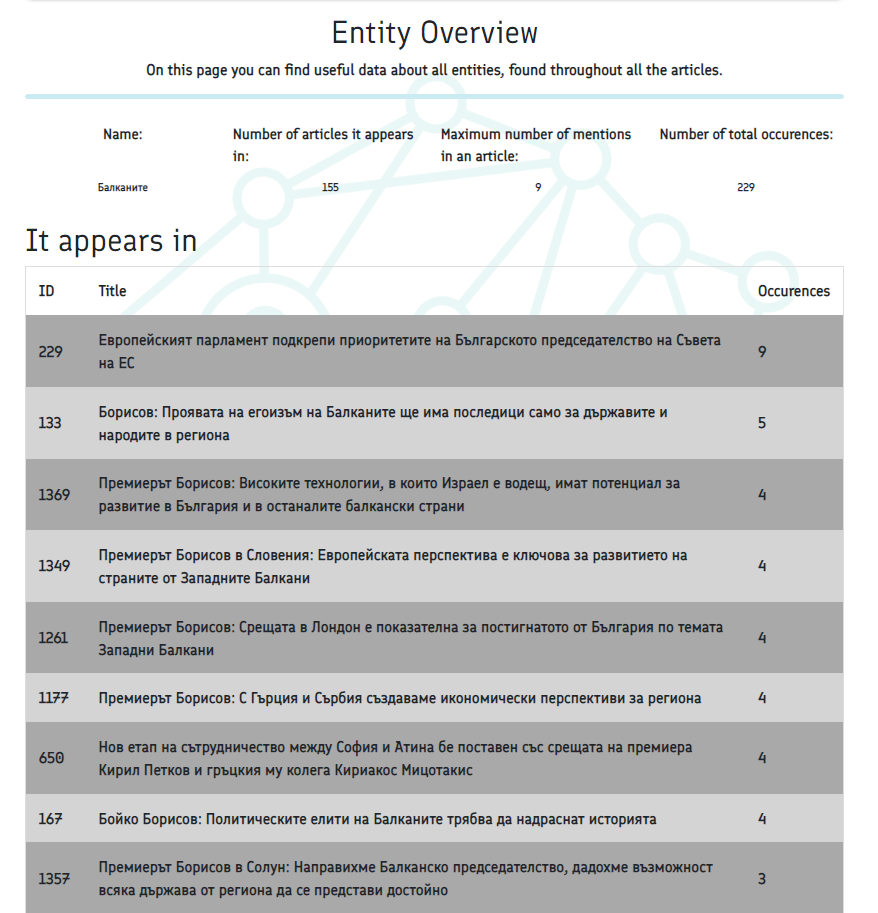 Entity Overview
On this page you can find useful data about all entities, found throughout all the articles.
Name:
Number of articles it appears
in:
Maximum number of mentions
in an article:
Number of total occurences:
Балканите
155
9
229
It appears in
ID Title Occurences
229 Европейският парламент подкрепи приоритетите на Българското председателство на Съвета
на ЕС 9
133 Борисов: Проявата на егоизъм на Балканите ще има последици само за държавите и
народите в региона 5
1369 Премиерът Борисов: Високите технологии, в които Израел е водещ, имат потенциал за
развитие в България и в останалите балкански страни 4
1349 Премиерът Борисов в Словения: Европейската перспектива е ключова за развитието на
страните от Западните Балкани 4
1261 Премиерът Борисов: Срещата в Лондон е показателна за постигнатото от България по темата
Западни Балкани 4
1177 Премиерът Борисов: С Гърция и Сърбия създаваме икономически перспективи за региона 4
650 Нов етап на сътрудничество между София и Атина бе поставен със срещата на премиера
Кирил Петков и гръцкия му колега Кириакос Мицотакис 4
167 Бойко Борисов: Политическите елити на Балканите трябва да надраснат историята 4
1357 Премиерът Борисов в Солун: Направихме Балканско председателство, дадохме възможност
всяка държава от региона да се представи достойно 3